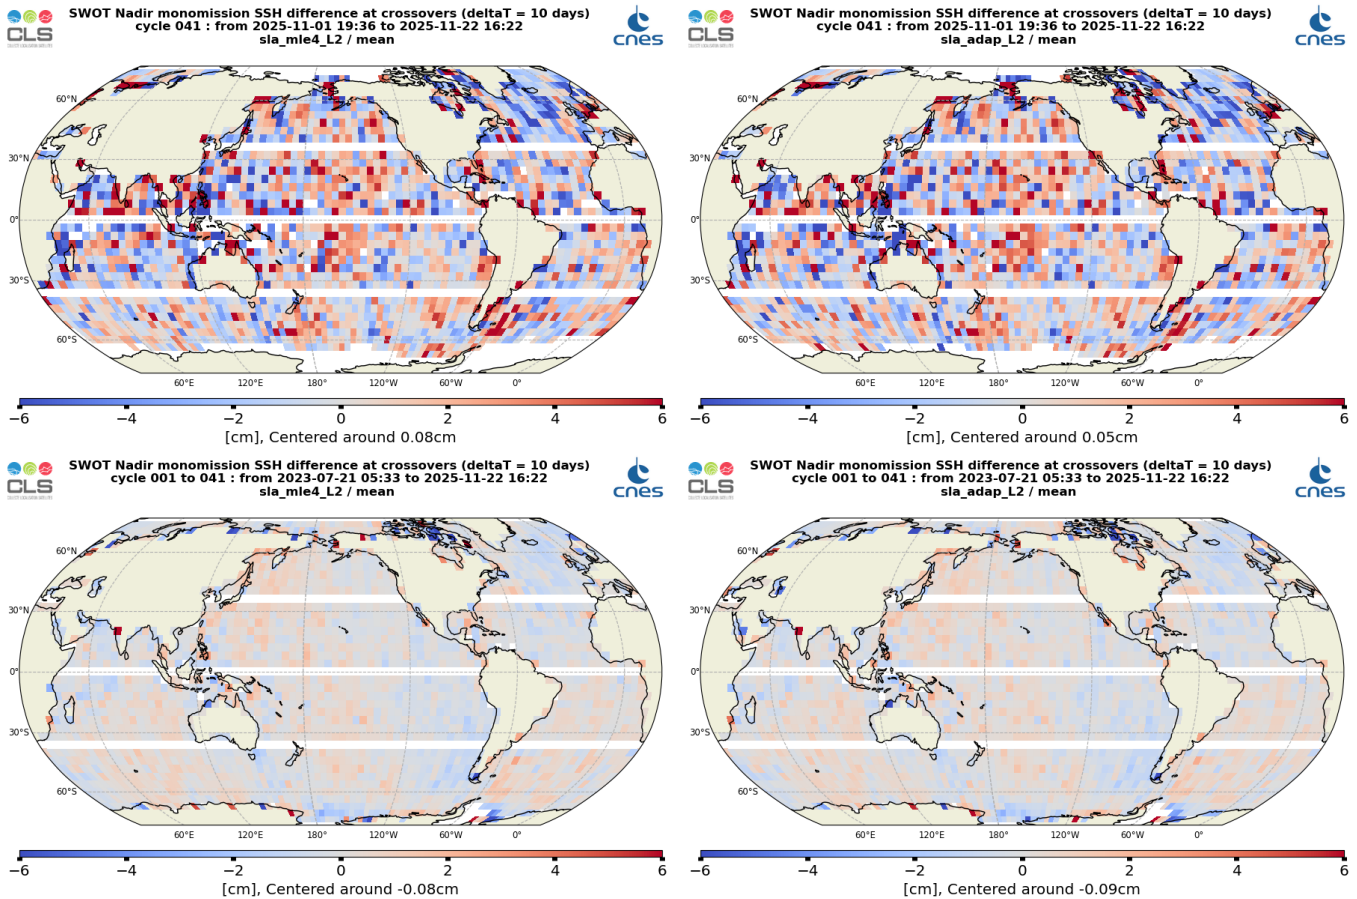 SWOT Nadir monomission SSH difference at crossovers (deltaT = 10 days)
cycle 041 : from 2025-11-01 19:36 to 2025-11-22 16:22
sla_mle4_L2 / mean
CLS
cnes
60°N
30°N
0°
30°S
60°S
60°E 120°E 180° 120°W 60°W 0°
−6 −4 −2 0 2 4 6
[cm], Centered around 0.08cm
SWOT Nadir monomission SSH difference at crossovers (deltaT = 10 days)
cycle 041 : from 2025-11-01 19:36 to 2025-11-22 16:22
sla_adap_L2 / mean
CLS
cnes
60°N
30°N
0°
30°S
60°S
60°E 120°E 180° 120°W 60°W 0°
−6 −4 −2 0 2 4 6
[cm], Centered around 0.05cm
SWOT Nadir monomission SSH difference at crossovers (deltaT = 10 days)
cycle 001 to 041 : from 2023-07-21 05:33 to 2025-11-22 16:22
sla_mle4_L2 / mean
CLS
cnes
60°N
30°N
0°
30°S
60°S
60°E 120°E 180° 120°W 60°W 0°
−6 −4 −2 0 2 4 6
[cm], Centered around -0.08cm
SWOT Nadir monomission SSH difference at crossovers (deltaT = 10 days)
cycle 001 to 041 : from 2023-07-21 05:33 to 2025-11-22 16:22
sla_adap_L2 / mean
CLS
cnes
60°N
30°N
0°
30°S
60°S
60°E 120°E 180° 120°W 60°W 0°
−6 −4 −2 0 2 4 6
[cm], Centered around -0.09cm